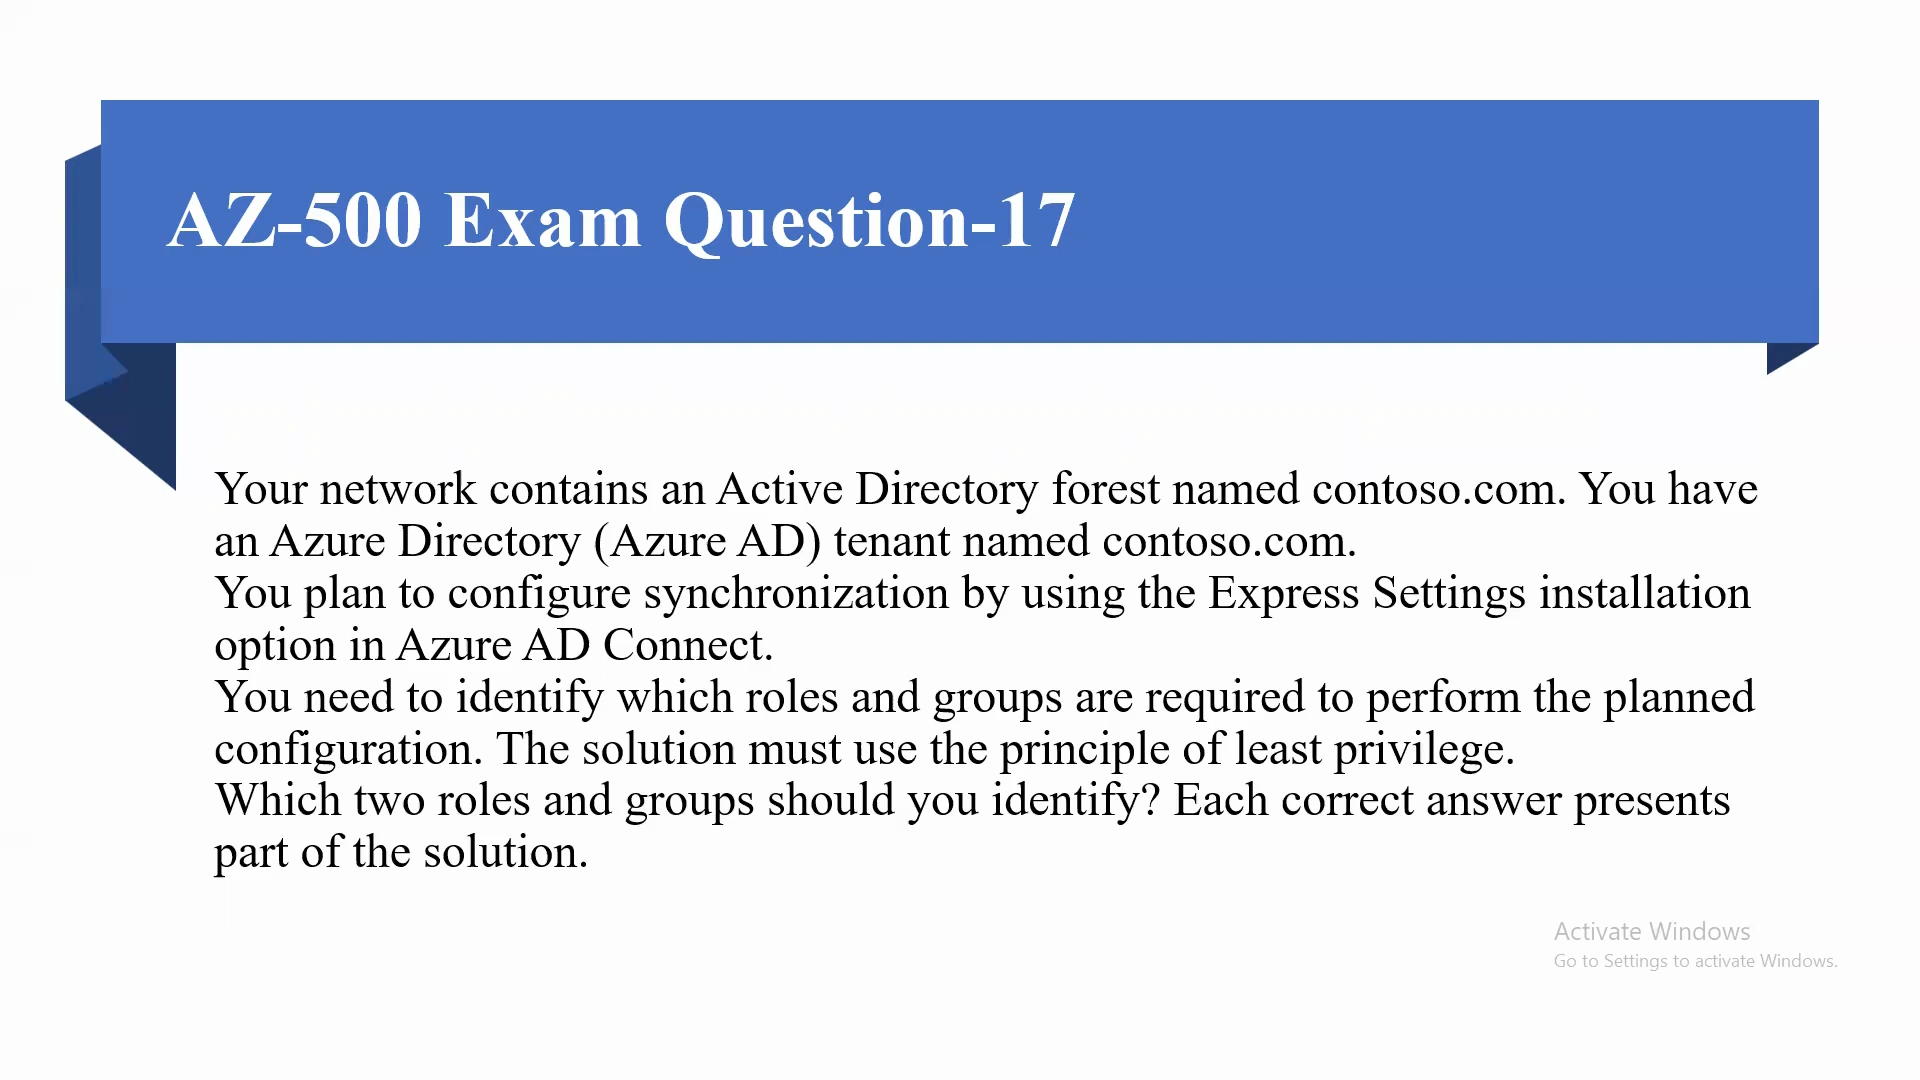 AZ-500 Exam Question-17
Your network contains an Active Directory forest named contoso.com. You have
an Azure Directory (Azure AD) tenant named contoso.com.
You plan to configure synchronization by using the Express Settings installation
option in Azure AD Connect.
You need to identify which roles and groups are required to perform the planned
configuration. The solution must use the principle of least privilege.
Which two roles and groups should you identify? Each correct answer presents
part of the solution.
Activate Windows
Go to Settings to activate Windows.